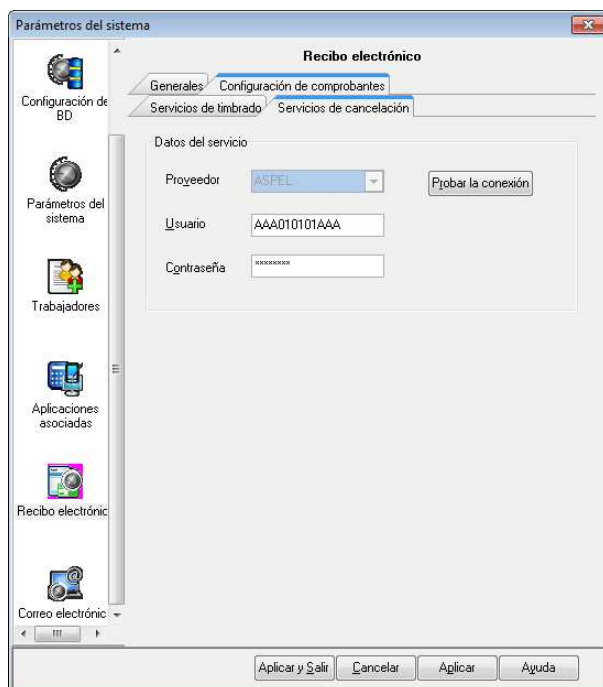 Parámetros del sistema
Configuración de
BD
Parámetros del
sistema
Trabajadores
Aplicaciones
asociadas
Recibo electrónic
Correo electrónic
Recibo electrónico
Generales
Configuración de comprobantes
Servicios de timbrado
Servicios de cancelación
Datos del servicio
Proveedor
ASPEL
Probar la conexión
Usuario
AAA010101AAA
Contraseña
********
Aplicar y Salir
Cancelar
Aplicar
Ayuda